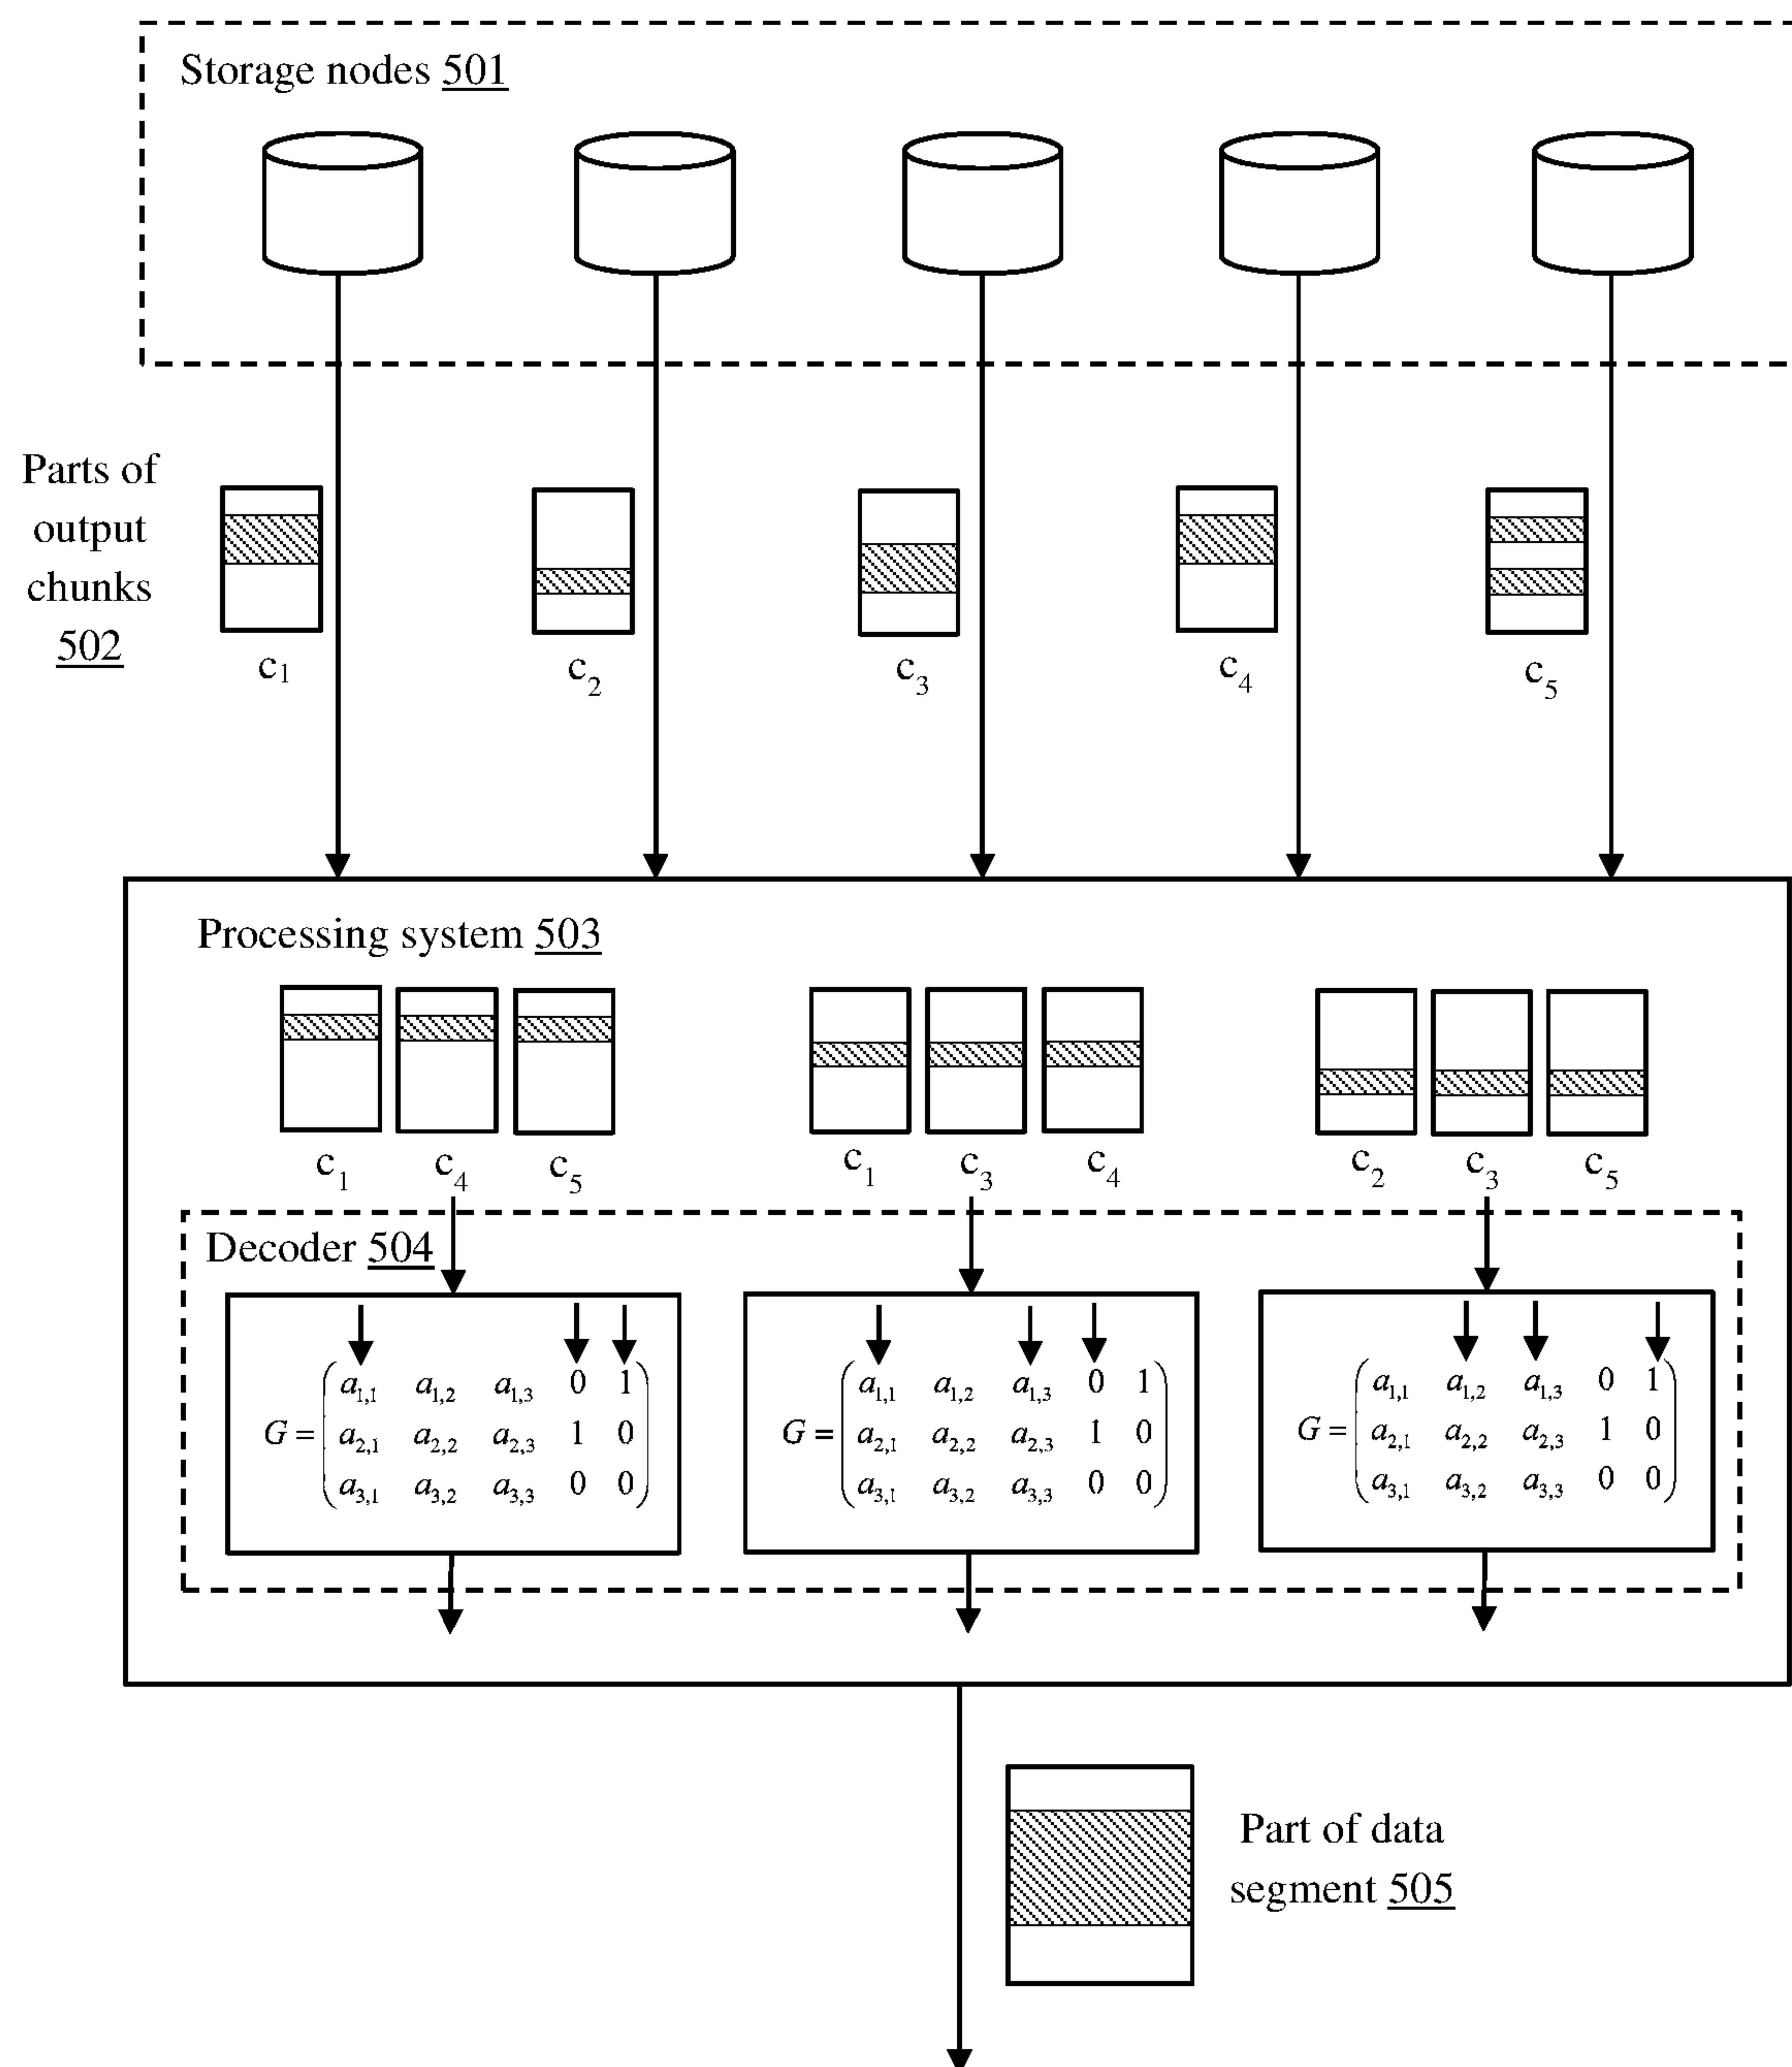 Storage nodes 501
Parts of
output
chunks
502
c₁ c₂ c₃ c₄ c₅
Processing system 503
c₁ c₄ c₅ c₁ c₃ c₄ c₂ c₃ c₅
Decoder 504
a₁,₁ a₁,₂ a₁,₃ 0 1 a₁,₁ a₁,₂ a₁,₃ 0 1 a₁,₁ a₁,₂ a₁,₃ 0 1
G = a₂,₁ a₂,₂ a₂,₃ 1 0 G = a₂,₁ a₂,₂ a₂,₃ 1 0 G = a₂,₁ a₂,₂ a₂,₃ 1 0
a₃,₁ a₃,₂ a₃,₃ 0 0 a₃,₁ a₃,₂ a₃,₃ 0 0 a₃,₁ a₃,₂ a₃,₃ 0 0
Part of data
segment 505